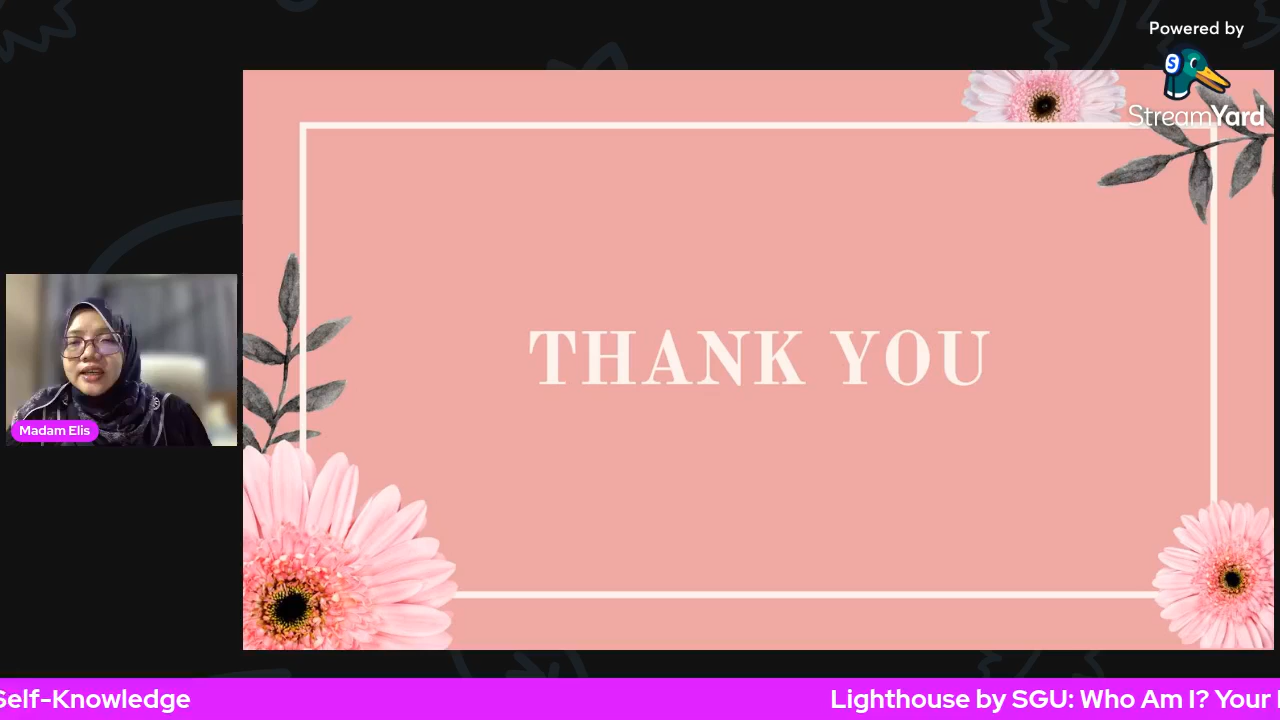 Powered by
StreamYard
THANK YOU
Madam Elis
Self-Knowledge
Lighthouse by SGU: Who Am I? Your